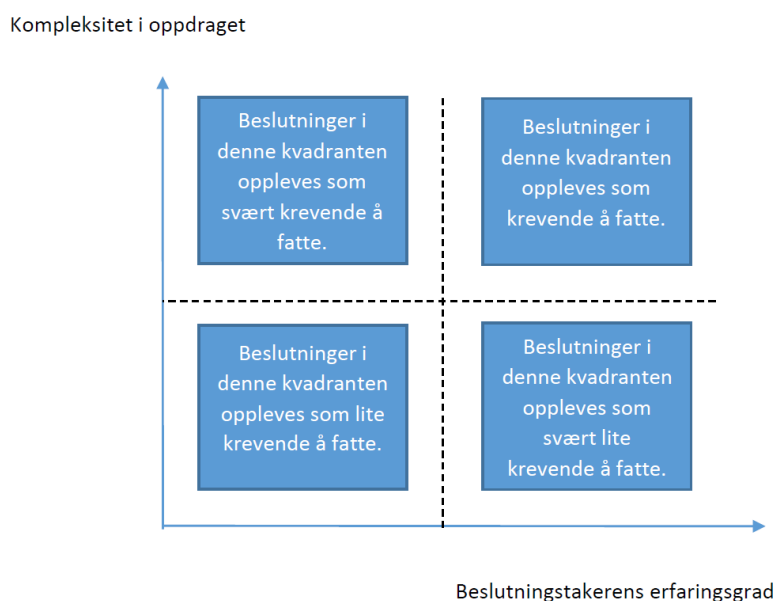 Kompleksitet i oppdraget
Beslutninger i
denne kvadranten
oppleves som
svært krevende å
fatte.
Beslutninger i
denne kvadranten
oppleves som
krevende å fatte.
Beslutninger i
denne kvadranten
oppleves som lite
krevende å fatte.
Beslutninger i
denne kvadranten
oppleves som
svært lite
krevende å fatte.
Beslutningstakerens erfaringsgrad